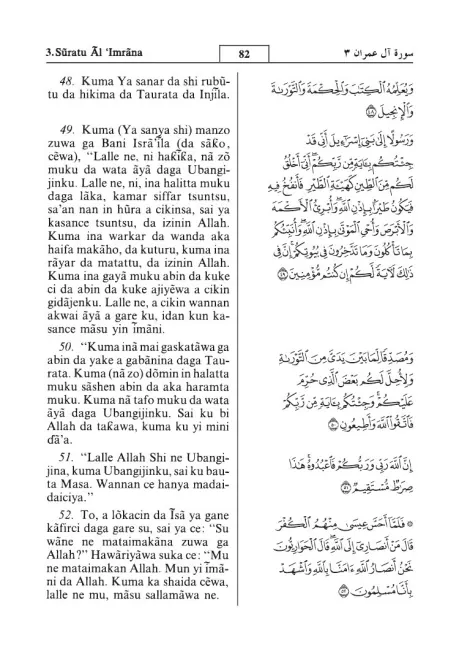 3.Sūratu Āl ‘Imrāna
82
سورة آل عمران ٣
48. Kuma Ya sanar da shi rubū-
tu da hikima da Taurata da Injīla.
49. Kuma (Ya sanya shi) manzo
zuwa ga Bani Isrā’īla (da sāƙo,
cēwa), “Lalle ne, ni haƙīƙa, nā zō
muku da wata āyā daga Ubangi-
jinku. Lalle ne, ni, ina halitta muku
daga lāka, kamar siffar tsuntsu,
sa’an nan in hūra a cikinsa, sai ya
kasance tsuntsu, da izinin Allah.
Kuma ina warkar da wanda aka
haifa makāho, da kuturu, kuma ina
rāyar da matattu, da izinin Allah.
Kuma ina gayā muku abin da kuke
ci da abin da kuke ajiyēwa a cikin
gidājenku. Lalle ne, a cikin wannan
akwai āyā a gare ku, idan kun ka-
sance māsu yin īmāni.
50. “Kuma inā mai gaskatāwa ga
abin da yake a gabānina daga Tau-
rata. Kuma (nā zo) dōmin in halatta
muku sāshen abin da aka haramta
muku. Kuma nā tafo muku da wata
āyā daga Ubangijinku. Sai ku bi
Allah da taƙawa, kuma ku yi mini
ɗā’a.
51. “Lalle Allah Shi ne Ubangi-
jina, kuma Ubangijinku, sai ku bau-
ta Masa. Wannan ce hanya madai-
daiciya.”
52. To, a lōkacin da Īsā ya gane
kāfirci daga gare su, sai ya ce: “Su
wāne ne mataimakāna zuwa ga
Allah?” Hawāriyāwa suka ce: “Mu
ne mataimakan Allah. Mun yi īmā-
ni da Allah. Kuma ka shaida cēwa,
lalle ne mu, māsu sallamāwa ne.
وَيُعَلِّمُهُ ٱلْكِتَٰبَ وَٱلْحِكْمَةَ وَٱلتَّوْرَىٰةَ
وَٱلْإِنجِيلَ ٤٨
وَرَسُولًا إِلَىٰ بَنِىٓ إِسْرَٰٓءِيلَ أَنِّى قَدْ
جِئْتُكُم بِـَٔايَةٍ مِّن رَّبِّكُمْ أَنِّىٓ أَخْلُقُ
لَكُم مِّنَ ٱلطِّينِ كَهَيْـَٔةِ ٱلطَّيْرِ فَأَنفُخُ فِيهِ
فَيَكُونُ طَيْرًۢا بِإِذْنِ ٱللَّهِ وَأُبْرِئُ ٱلْأَكْمَهَ
وَٱلْأَبْرَصَ وَأُحْىِ ٱلْمَوْتَىٰ بِإِذْنِ ٱللَّهِ وَأُنَبِّئُكُم
بِمَا تَأْكُلُونَ وَمَا تَدَّخِرُونَ فِى بُيُوتِكُمْ إِنَّ فِى
ذَٰلِكَ لَـَٔايَةً لَّكُمْ إِن كُنتُم مُّؤْمِنِينَ ٤٩
وَمُصَدِّقًا لِّمَا بَيْنَ يَدَىَّ مِنَ ٱلتَّوْرَىٰةِ
وَلِأُحِلَّ لَكُم بَعْضَ ٱلَّذِى حُرِّمَ
عَلَيْكُمْ وَجِئْتُكُم بِـَٔايَةٍ مِّن رَّبِّكُمْ
فَٱتَّقُوا۟ ٱللَّهَ وَأَطِيعُونِ ٥٠
إِنَّ ٱللَّهَ رَبِّى وَرَبُّكُمْ فَٱعْبُدُوهُ هَٰذَا
صِرَٰطٌ مُّسْتَقِيمٌ ٥١
۞ فَلَمَّآ أَحَسَّ عِيسَىٰ مِنْهُمُ ٱلْكُفْرَ
قَالَ مَنْ أَنصَارِىٓ إِلَى ٱللَّهِ قَالَ ٱلْحَوَارِيُّونَ
نَحْنُ أَنصَارُ ٱللَّهِ ءَامَنَّا بِٱللَّهِ وَٱشْهَدْ
بِأَنَّا مُسْلِمُونَ ٥٢